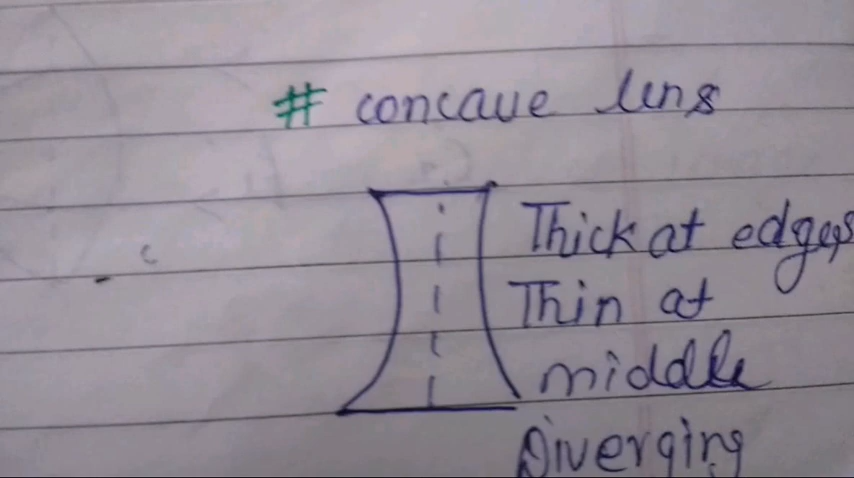 # concave lens
Thick at edges
Thin at
middle
Diverging